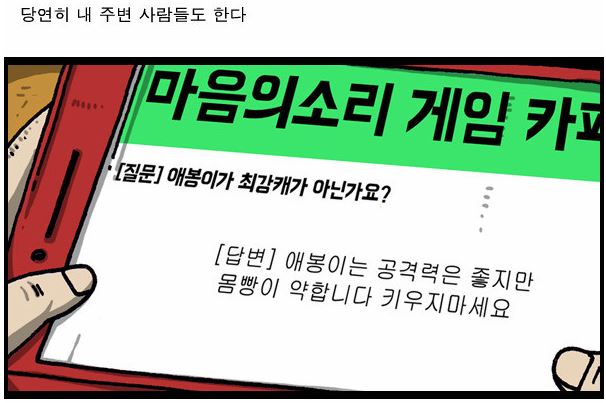 당연히 내 주변 사람들도 한다
마음의소리 게임 카페
[질문] 애봉이가 최강캐가 아닌가요?
[답변] 애봉이는 공격력은 좋지만
몸빵이 약합니다 키우지마세요